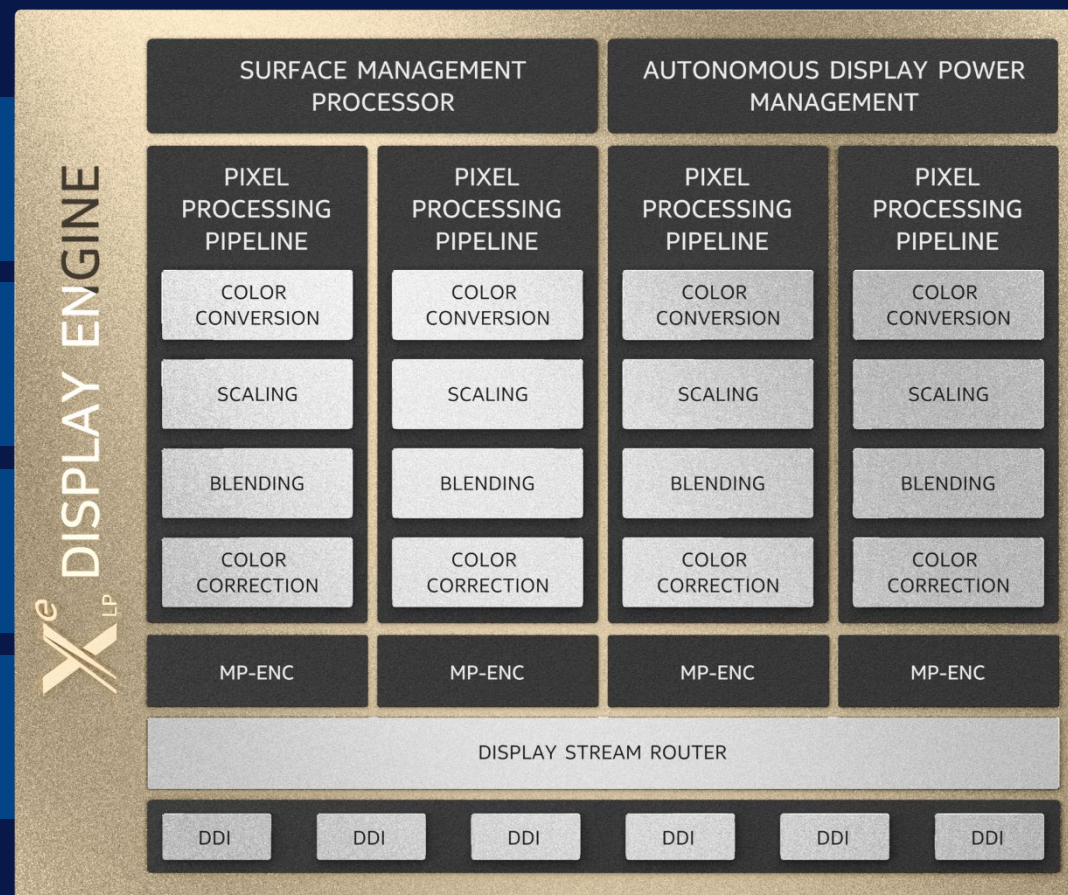 Xe LP DISPLAY ENGINE
SURFACE MANAGEMENT
PROCESSOR
AUTONOMOUS DISPLAY POWER
MANAGEMENT
PIXEL
PROCESSING
PIPELINE
COLOR
CONVERSION
SCALING
BLENDING
COLOR
CORRECTION
PIXEL
PROCESSING
PIPELINE
COLOR
CONVERSION
SCALING
BLENDING
COLOR
CORRECTION
PIXEL
PROCESSING
PIPELINE
COLOR
CONVERSION
SCALING
BLENDING
COLOR
CORRECTION
PIXEL
PROCESSING
PIPELINE
COLOR
CONVERSION
SCALING
BLENDING
COLOR
CORRECTION
MP-ENC
MP-ENC
MP-ENC
MP-ENC
DISPLAY STREAM ROUTER
DDI
DDI
DDI
DDI
DDI
DDI